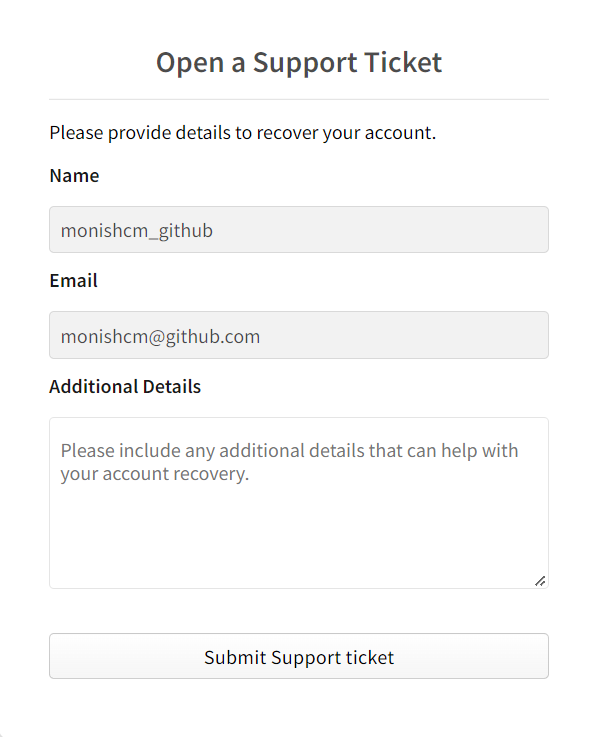 Open a Support Ticket
Please provide details to recover your account.
Name
monishcm_github
Email
monishcm@github.com
Additional Details
Please include any additional details that can help with
your account recovery.
Submit Support ticket